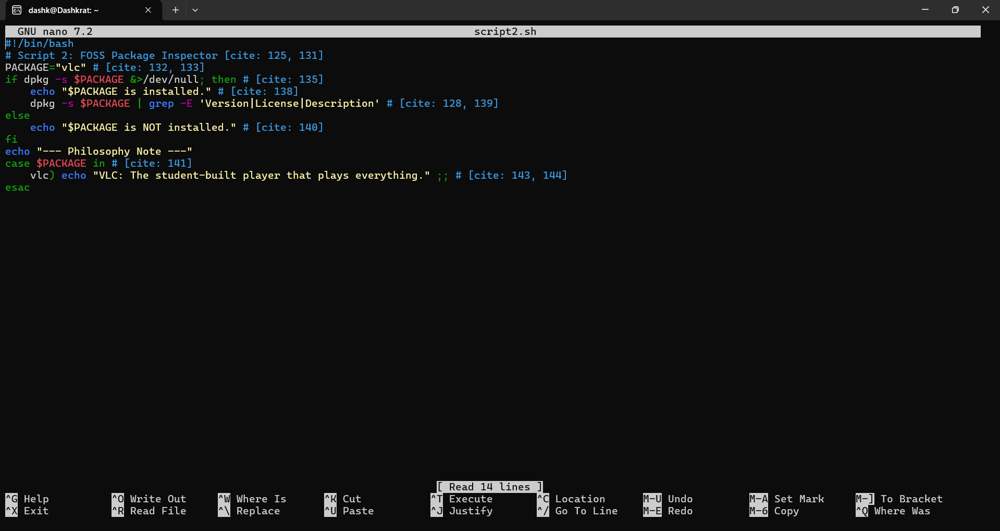 dashk@Dashkrat: ~
GNU nano 7.2 script2.sh
#!/bin/bash
# Script 2: FOSS Package Inspector [cite: 125, 131]
PACKAGE="vlc" # [cite: 132, 133]
if dpkg -s $PACKAGE &>/dev/null; then # [cite: 135]
    echo "$PACKAGE is installed." # [cite: 138]
    dpkg -s $PACKAGE | grep -E 'Version|License|Description' # [cite: 128, 139]
else
    echo "$PACKAGE is NOT installed." # [cite: 140]
fi
echo "--- Philosophy Note ---"
case $PACKAGE in # [cite: 141]
    vlc) echo "VLC: The student-built player that plays everything." ;; # [cite: 143, 144]
esac
[ Read 14 lines ]
^G Help ^O Write Out ^W Where Is ^K Cut ^T Execute ^C Location M-U Undo M-A Set Mark M-] To Bracket
^X Exit ^R Read File ^\ Replace ^U Paste ^J Justify ^/ Go To Line M-E Redo M-6 Copy ^Q Where Was